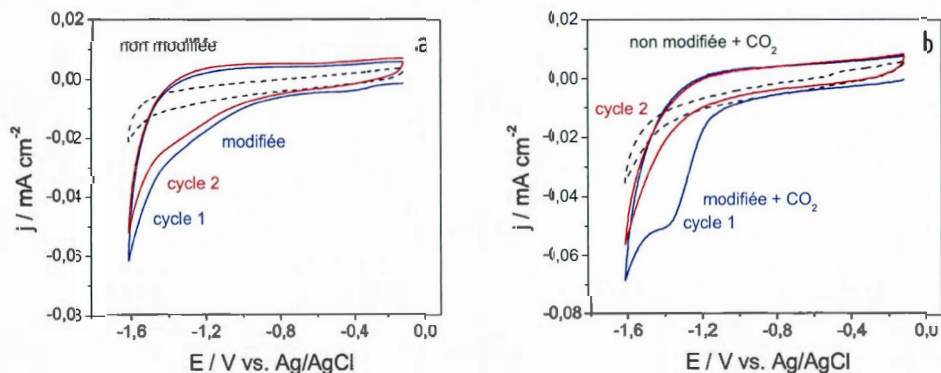 0,02
0,00
-0,02
-0,04
-0,06
-0,08
j / mA cm-2
non modifiée
a
modifiée
cycle 2
cycle 1
-1,6 -1,2 -0,8 -0,4 0,0
E / V vs. Ag/AgCl
0,02
0,00
-0,02
-0,04
-0,06
-0,08
j / mA cm-2
non modifiée + CO2
b
cycle 2
modifiée + CO2
cycle 1
-1,6 -1,2 -0,8 -0,4 0,0
E / V vs. Ag/AgCl